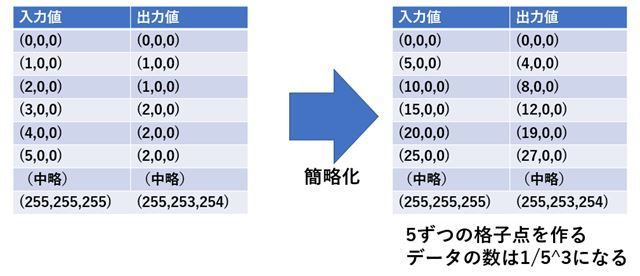 入力値 出力値
(0,0,0) (0,0,0)
(1,0,0) (1,0,0)
(2,0,0) (1,0,0)
(3,0,0) (2,0,0)
(4,0,0) (2,0,0)
(5,0,0) (2,0,0)
（中略） （中略）
(255,255,255) (255,253,254)
簡略化
入力値 出力値
(0,0,0) (0,0,0)
(5,0,0) (4,0,0)
(10,0,0) (8,0,0)
(15,0,0) (12,0,0)
(20,0,0) (19,0,0)
(25,0,0) (27,0,0)
（中略） （中略）
(255,255,255) (255,253,254)
5ずつの格子点を作る
データの数は1/5^3になる